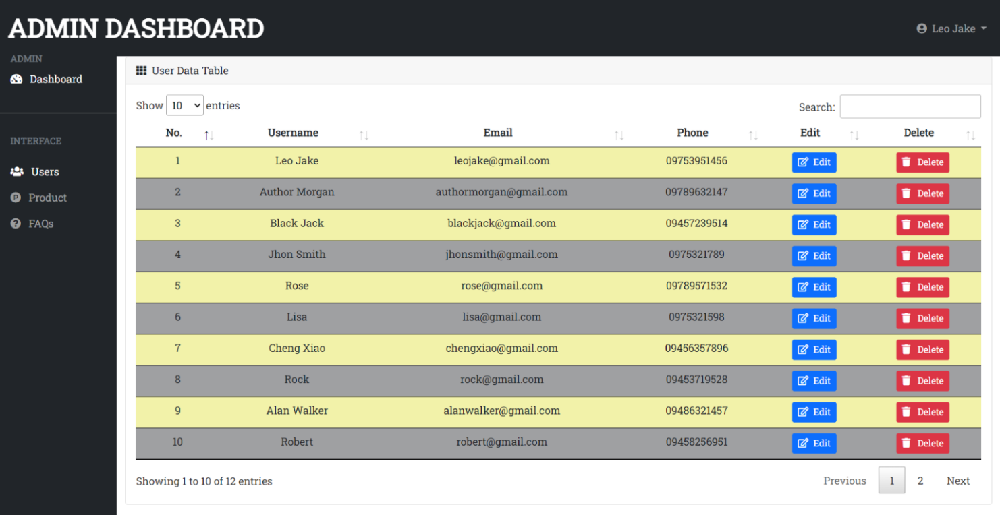 ADMIN DASHBOARD
Leo Jake
ADMIN
Dashboard
INTERFACE
Users
Product
FAQs
User Data Table
Show 10 entries
Search:
No. Username Email Phone Edit Delete
1 Leo Jake leojake@gmail.com 09753951456 Edit Delete
2 Author Morgan authormorgan@gmail.com 09789632147 Edit Delete
3 Black Jack blackjack@gmail.com 09457239514 Edit Delete
4 Jhon Smith jhonsmith@gmail.com 0975321789 Edit Delete
5 Rose rose@gmail.com 09789571532 Edit Delete
6 Lisa lisa@gmail.com 0975321598 Edit Delete
7 Cheng Xiao chengxiao@gmail.com 09456357896 Edit Delete
8 Rock rock@gmail.com 09453719528 Edit Delete
9 Alan Walker alanwalker@gmail.com 09486321457 Edit Delete
10 Robert robert@gmail.com 09458256951 Edit Delete
Showing 1 to 10 of 12 entries
Previous 1 2 Next